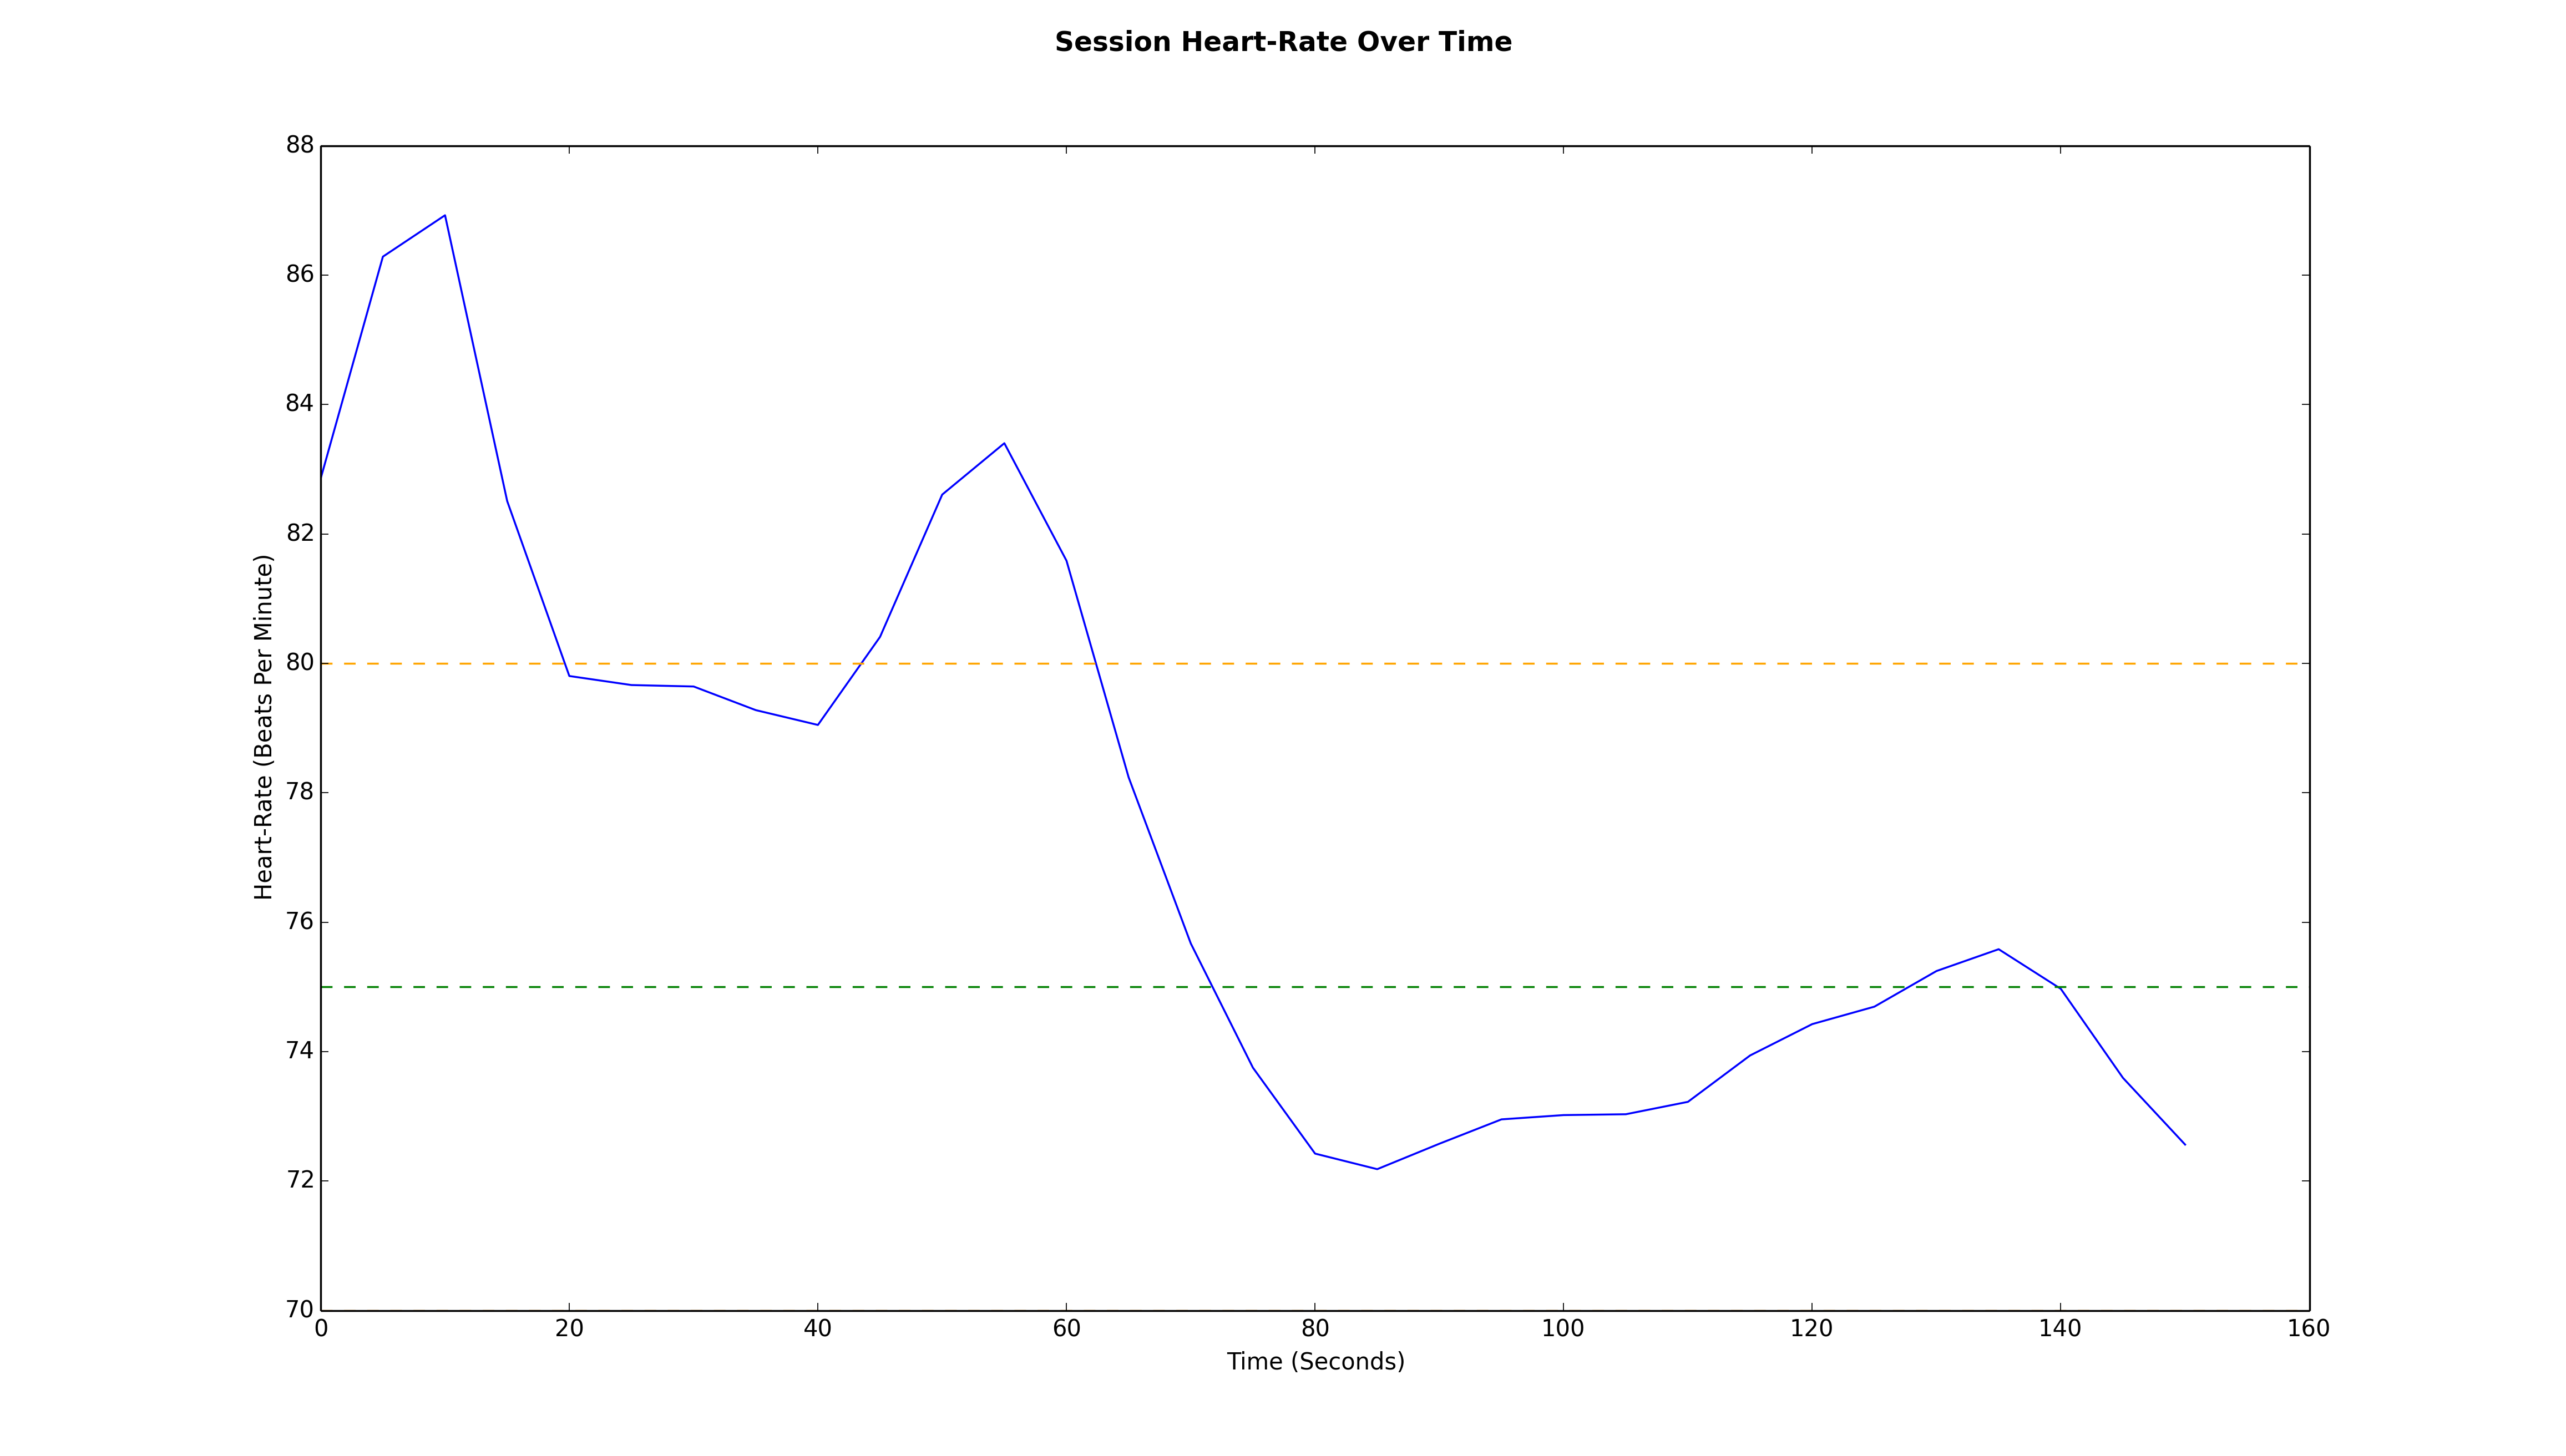 Session Heart-Rate Over Time
88
86
84
82
80
78
76
74
72
70
Heart-Rate (Beats Per Minute)
0 20 40 60 80 100 120 140 160
Time (Seconds)